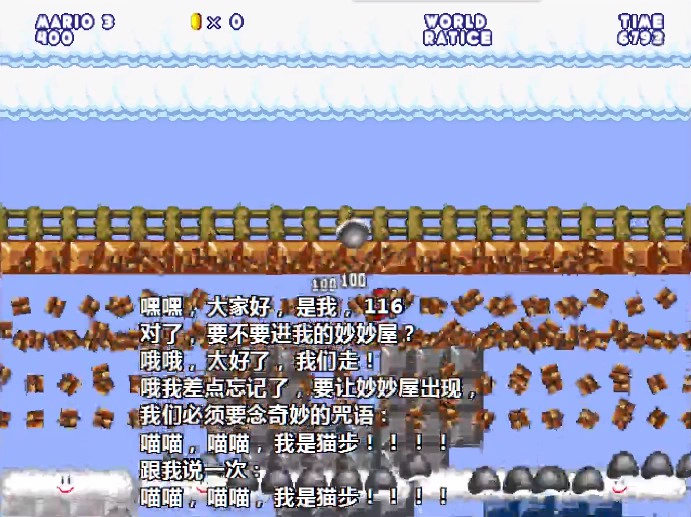 MARIO 3 × 0 WORLD TIME
400 RATICE 6792
100 100
嘿嘿，大家好，是我，116
对了，要不要进我的妙妙屋？
哦哦，太好了，我们走！
哦我差点忘记了，要让妙妙屋出现，
我们必须要念奇妙的咒语：
喵喵，喵喵，我是猫步！！！！
跟我说一次：
喵喵，喵喵，我是猫步！！！！